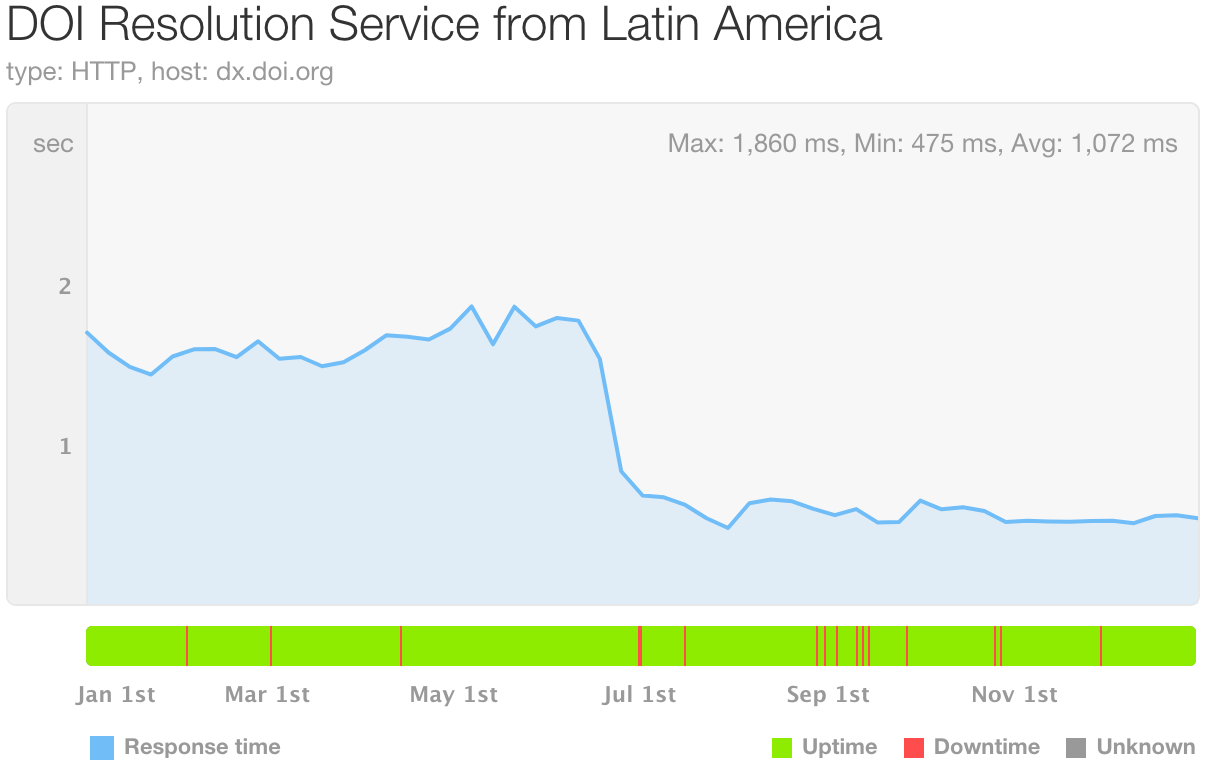 DOI Resolution Service from Latin America
type: HTTP, host: dx.doi.org
sec
Max: 1,860 ms, Min: 475 ms, Avg: 1,072 ms
2
1
Jan 1st Mar 1st May 1st Jul 1st Sep 1st Nov 1st
Response time Uptime Downtime Unknown